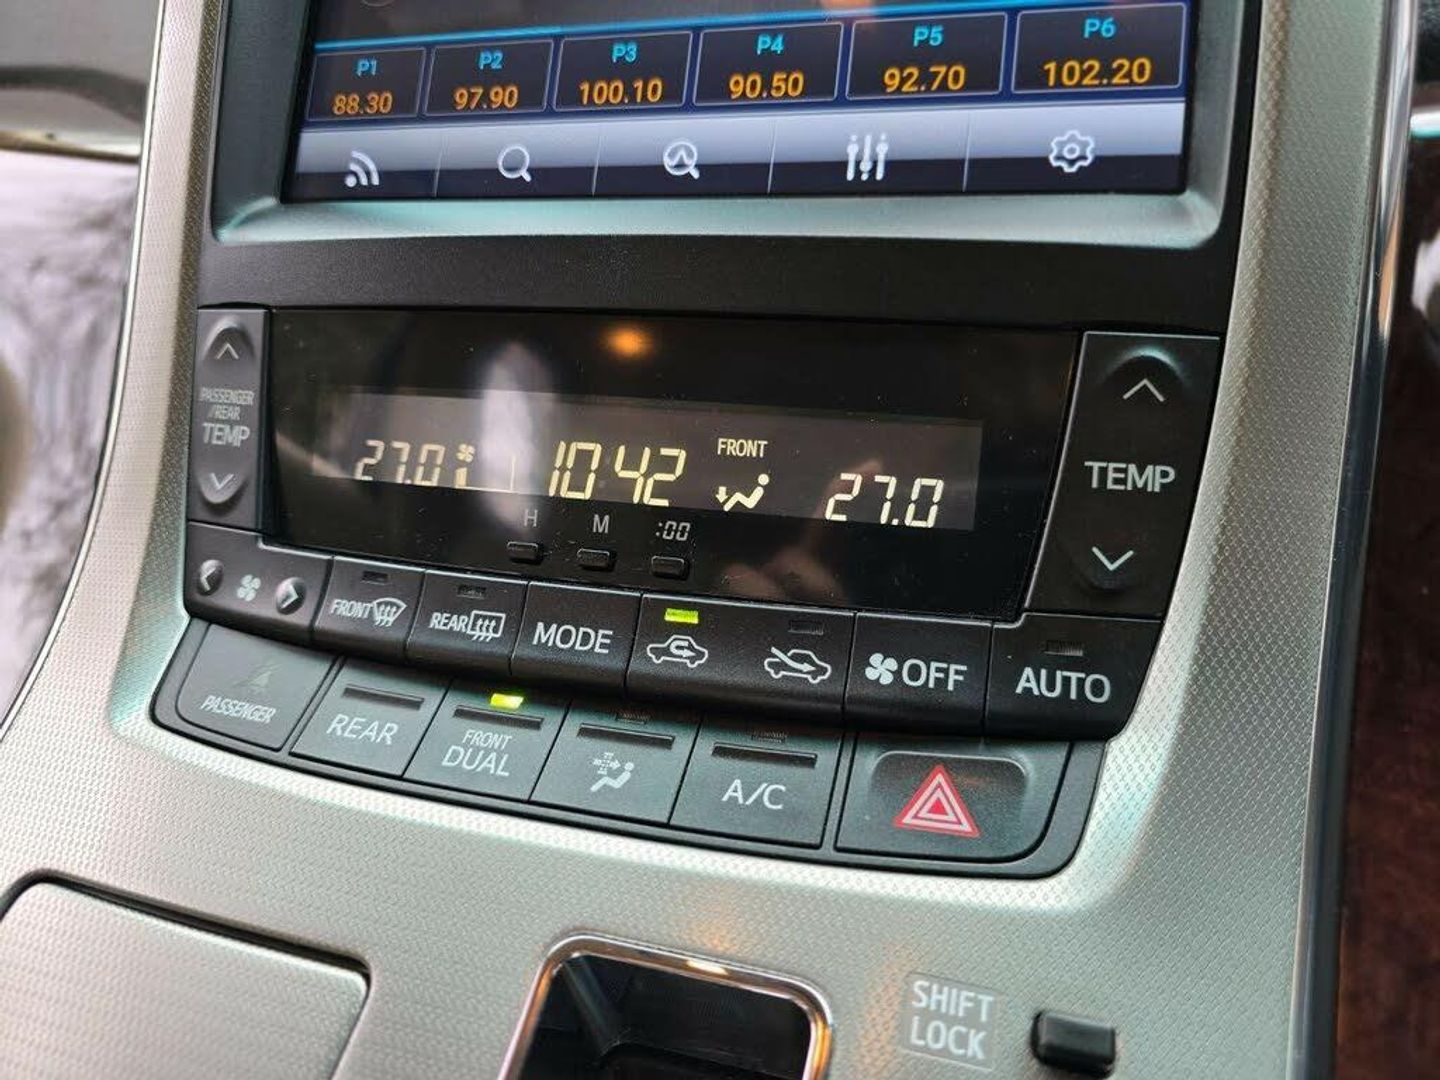 P1 P2 P3 P4 P5 P6
88.30 97.90 100.10 90.50 92.70 102.20
PASSENGER
/REAR
TEMP
27.0 10 42 FRONT 27.0
TEMP
H M :00
FRONT REAR MODE OFF AUTO
PASSENGER REAR FRONT
DUAL A/C
SHIFT
LOCK